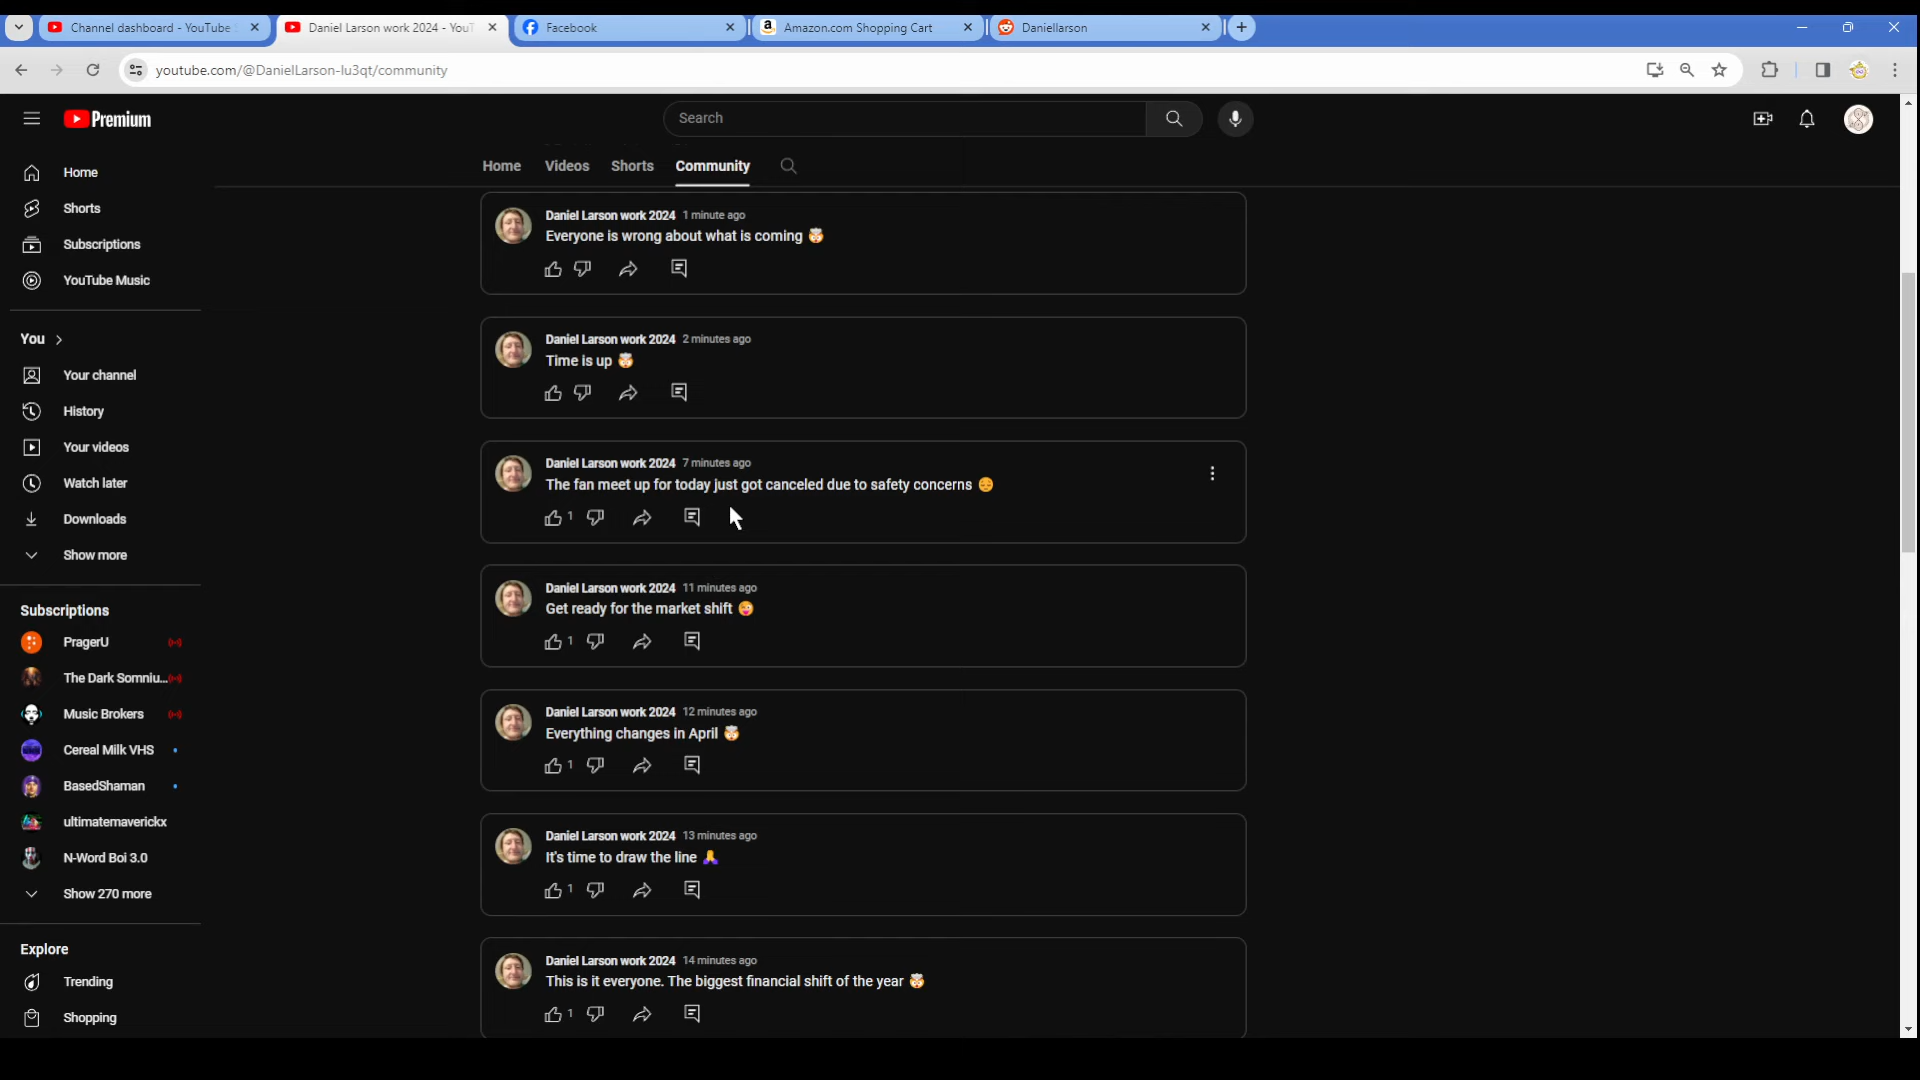 Channel dashboard - YouTube S
Daniel Larson work 2024 - YouT
Facebook
Amazon.com Shopping Cart
Daniellarson
youtube.com/@DanielLarson-lu3qt/community
Premium
Search
Home
Videos
Shorts
Community
Home
Shorts
Subscriptions
YouTube Music
You
Your channel
History
Your videos
Watch later
Downloads
Show more
Subscriptions
PragerU
The Dark Somniu...
Music Brokers
Cereal Milk VHS
BasedShaman
ultimatemaverickx
N-Word Boi 3.0
Show 270 more
Explore
Trending
Shopping
Daniel Larson work 2024 1 minute ago
Everyone is wrong about what is coming 🤯
Daniel Larson work 2024 2 minutes ago
Time is up 🤯
Daniel Larson work 2024 7 minutes ago
The fan meet up for today just got canceled due to safety concerns 😔
1
Daniel Larson work 2024 11 minutes ago
Get ready for the market shift 😜
1
Daniel Larson work 2024 12 minutes ago
Everything changes in April 🤯
1
Daniel Larson work 2024 13 minutes ago
It's time to draw the line 🙏
1
Daniel Larson work 2024 14 minutes ago
This is it everyone. The biggest financial shift of the year 🤯
1